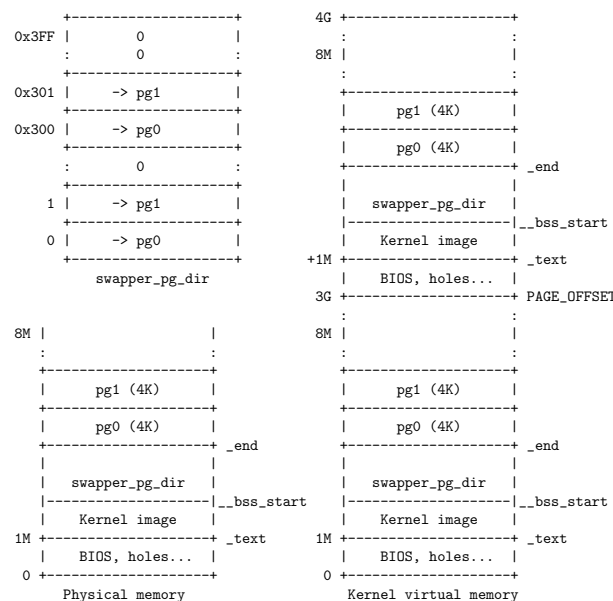 4G +-------------------+
+-------------------+ : :
0x3FF | 0 | 8M | |
: 0 : : :
+-------------------+ +-------------------+
0x301 | -> pg1 | | pg1 (4K) |
+-------------------+ +-------------------+
0x300 | -> pg0 | | pg0 (4K) |
+-------------------+ +-------------------+ _end
: 0 : | |
+-------------------+ | swapper_pg_dir |
1 | -> pg1 | |-------------------|__bss_start
+-------------------+ | Kernel image |
0 | -> pg0 | +1M +-------------------+ _text
+-------------------+ | BIOS, holes... |
swapper_pg_dir 3G +-------------------+ PAGE_OFFSET
: :
8M | | 8M | |
: : : :
+-------------------+ +-------------------+
| pg1 (4K) | | pg1 (4K) |
+-------------------+ +-------------------+
| pg0 (4K) | | pg0 (4K) |
+-------------------+ _end +-------------------+ _end
| | | |
| swapper_pg_dir | | swapper_pg_dir |
|-------------------|__bss_start |-------------------|__bss_start
| Kernel image | | Kernel image |
1M +-------------------+ _text 1M +-------------------+ _text
| BIOS, holes... | | BIOS, holes... |
0 +-------------------+ 0 +-------------------+
Physical memory Kernel virtual memory